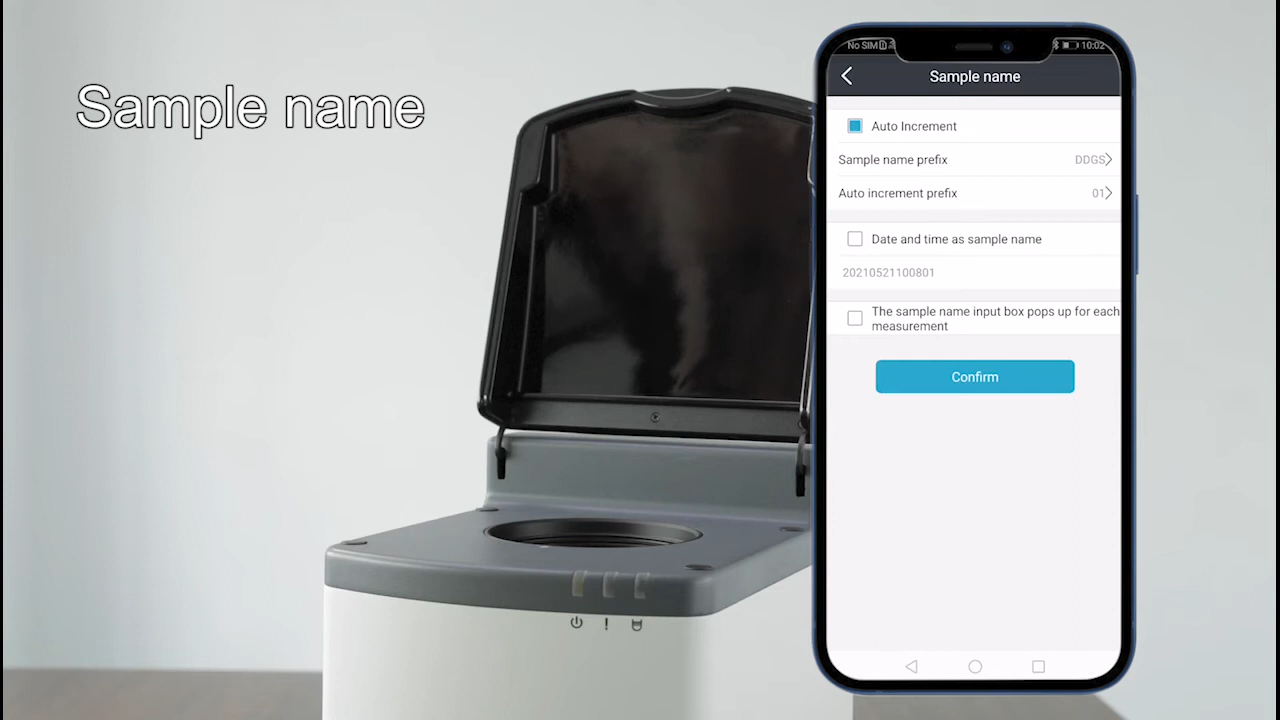 Sample name
No SIM
10:02
Sample name
Auto Increment
Sample name prefix
DDGS
Auto increment prefix
01
Date and time as sample name
20210521100801
The sample name input box pops up for each
measurement
Confirm